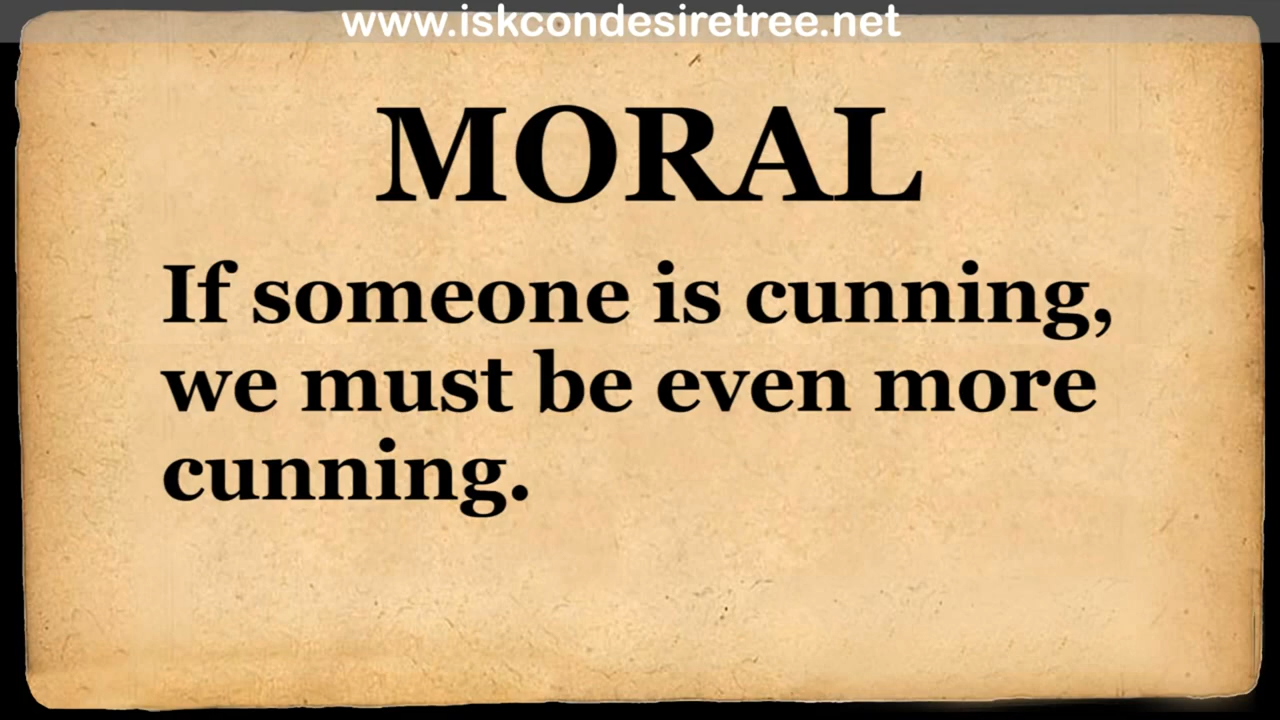 www.iskcondesiretree.net
MORAL
If someone is cunning,
we must be even more
cunning.